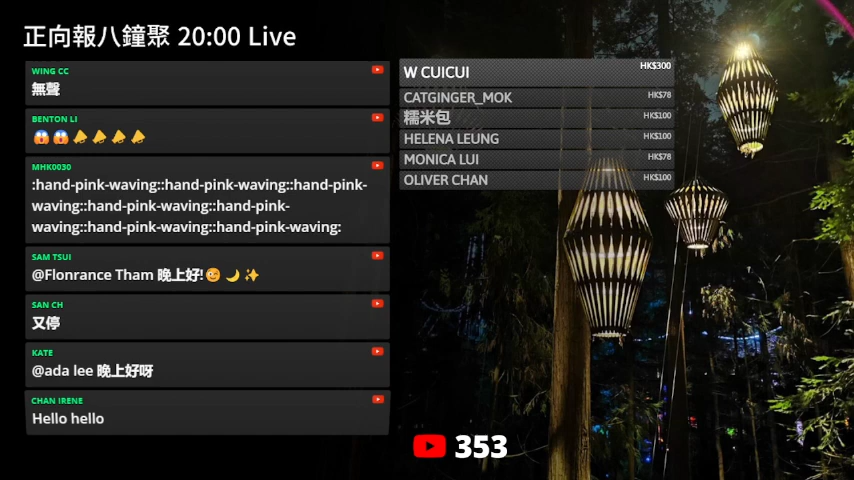 正向報八鐘聚 20:00 Live
WING CC
無聲
BENTON LI
😱😱📣📣📣📣
MHK0030
:hand-pink-waving::hand-pink-waving::hand-pink-
waving::hand-pink-waving::hand-pink-
waving::hand-pink-waving::hand-pink-waving:
SAM TSUI
@Flonrance Tham 晚上好!🥴🌙✨
SAN CH
又停
KATE
@ada lee 晚上好呀
CHAN IRENE
Hello hello
W CUICUI HK$300
CATGINGER_MOK HK$78
糯米包 HK$100
HELENA LEUNG HK$100
MONICA LUI HK$78
OLIVER CHAN HK$100
353